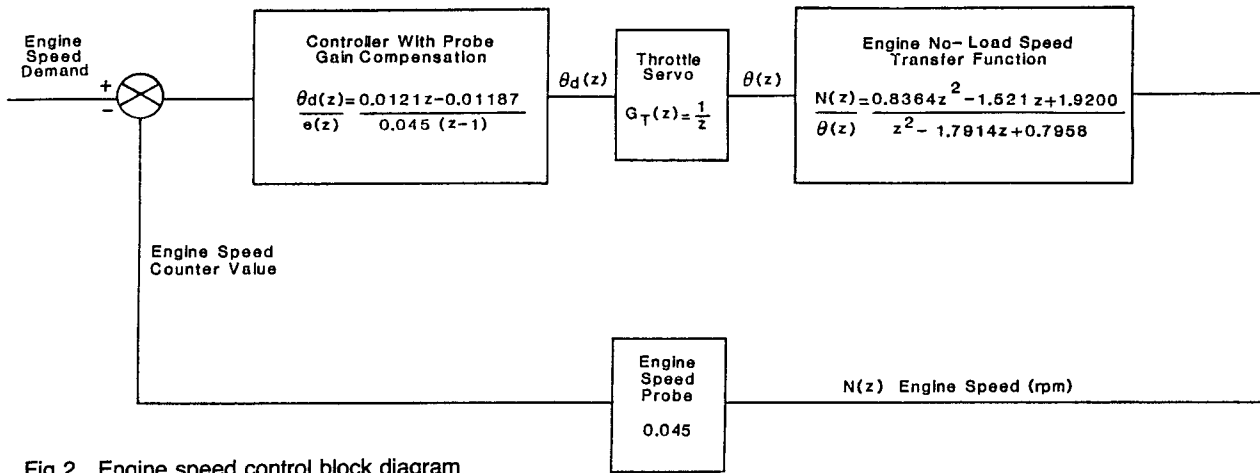 Engine
Speed
Demand
+
−
Controller With Probe
Gain Compensation
θd(z)=0.0121z-0.01187
e(z) 0.045 (z-1)
θd(z)
Throttle
Servo
G_T(z)=1/z
θ(z)
Engine No-Load Speed
Transfer Function
N(z)=0.8364z²-1.521z+1.9200
θ(z) z²-1.7914z+0.7958
Engine Speed
Counter Value
Engine
Speed
Probe
0.045
N(z) Engine Speed (rpm)
Fig 2 Engine speed control block diagram